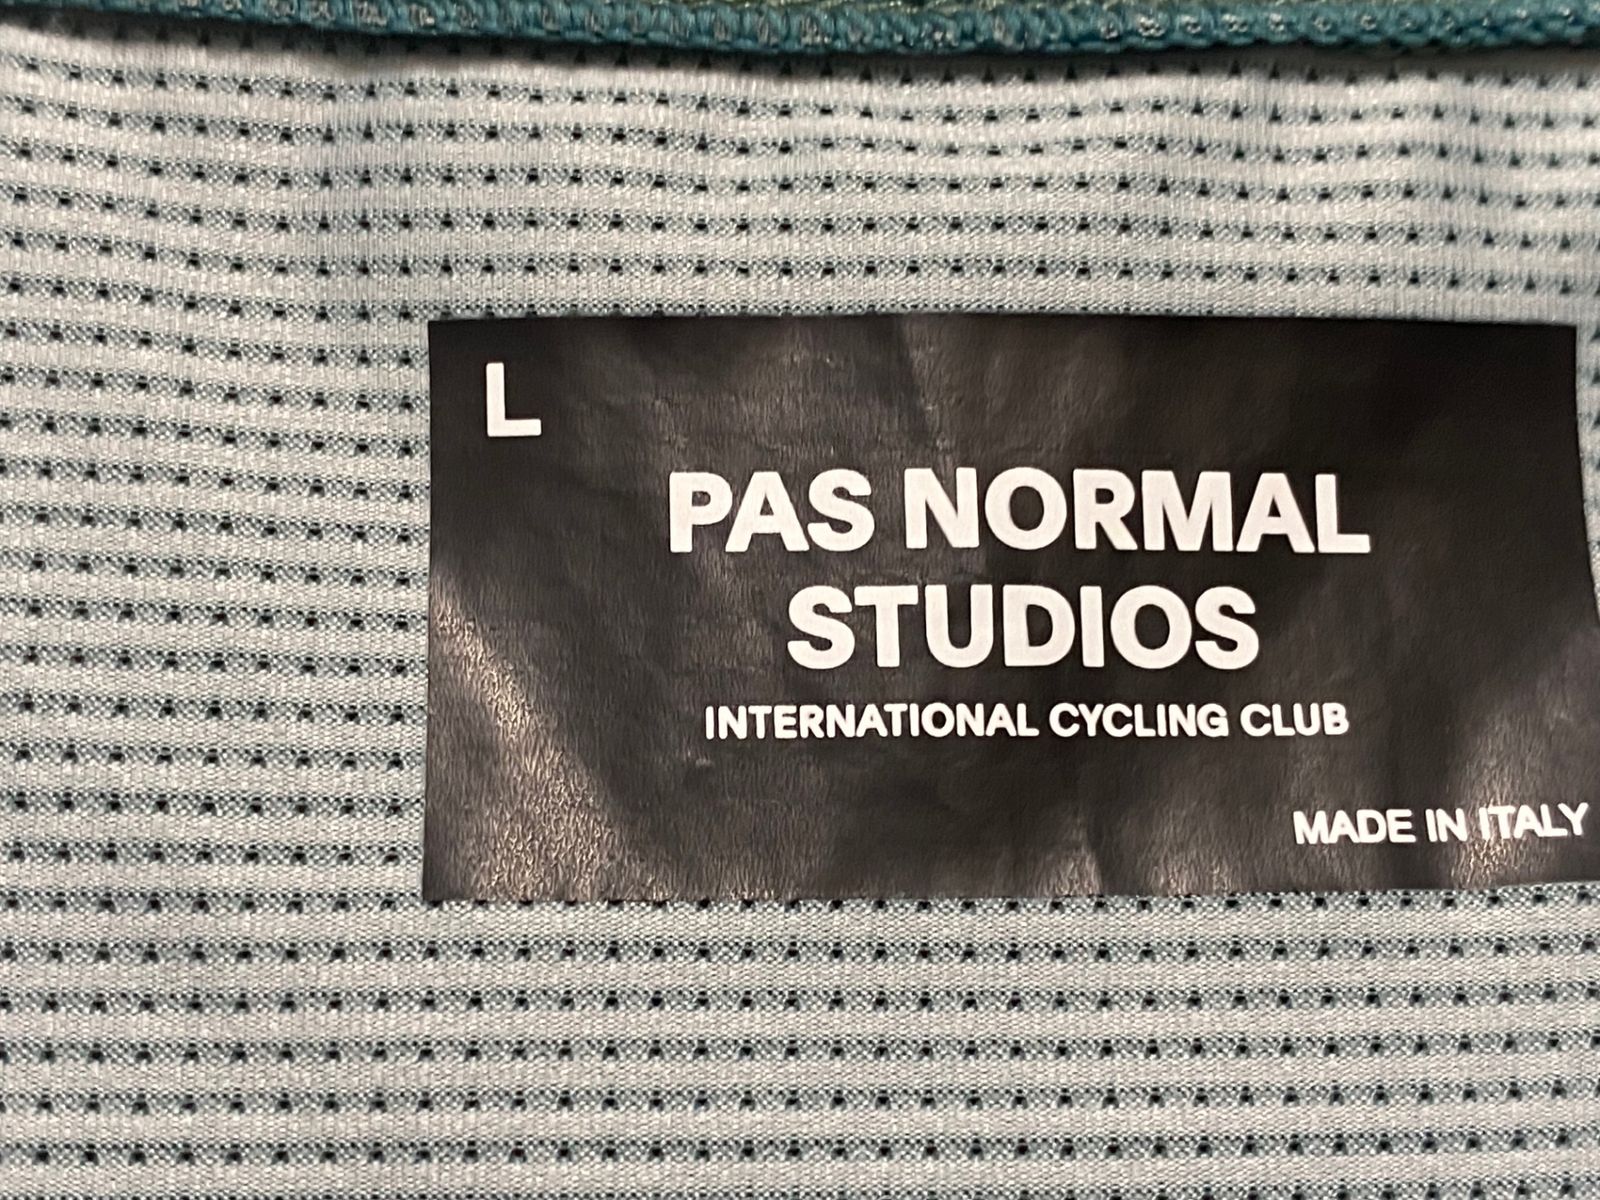 L
PAS NORMAL
STUDIOS
INTERNATIONAL CYCLING CLUB
MADE IN ITALY